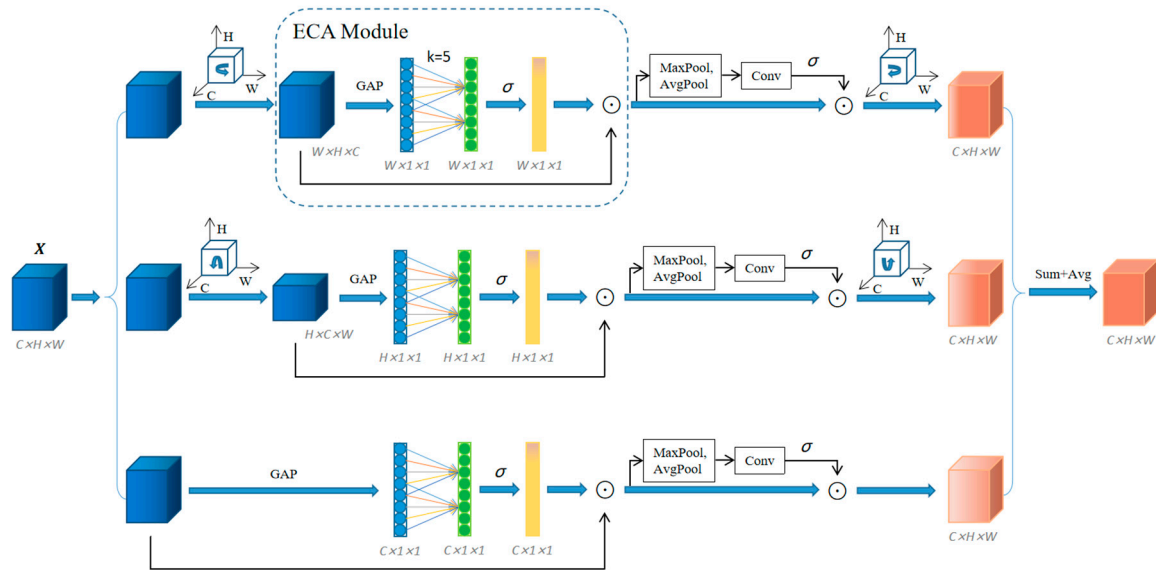 ECA Module
H
W
C
k=5
GAP
σ
W×H×C
W×1×1
W×1×1
W×1×1
MaxPool,
AvgPool
Conv
σ
H
W
C
C×H×W
X
C×H×W
H
W
C
GAP
σ
H×C×W
H×1×1
H×1×1
H×1×1
MaxPool,
AvgPool
Conv
σ
H
W
C
C×H×W
Sum+Avg
C×H×W
GAP
σ
C×1×1
C×1×1
C×1×1
MaxPool,
AvgPool
Conv
σ
C×H×W